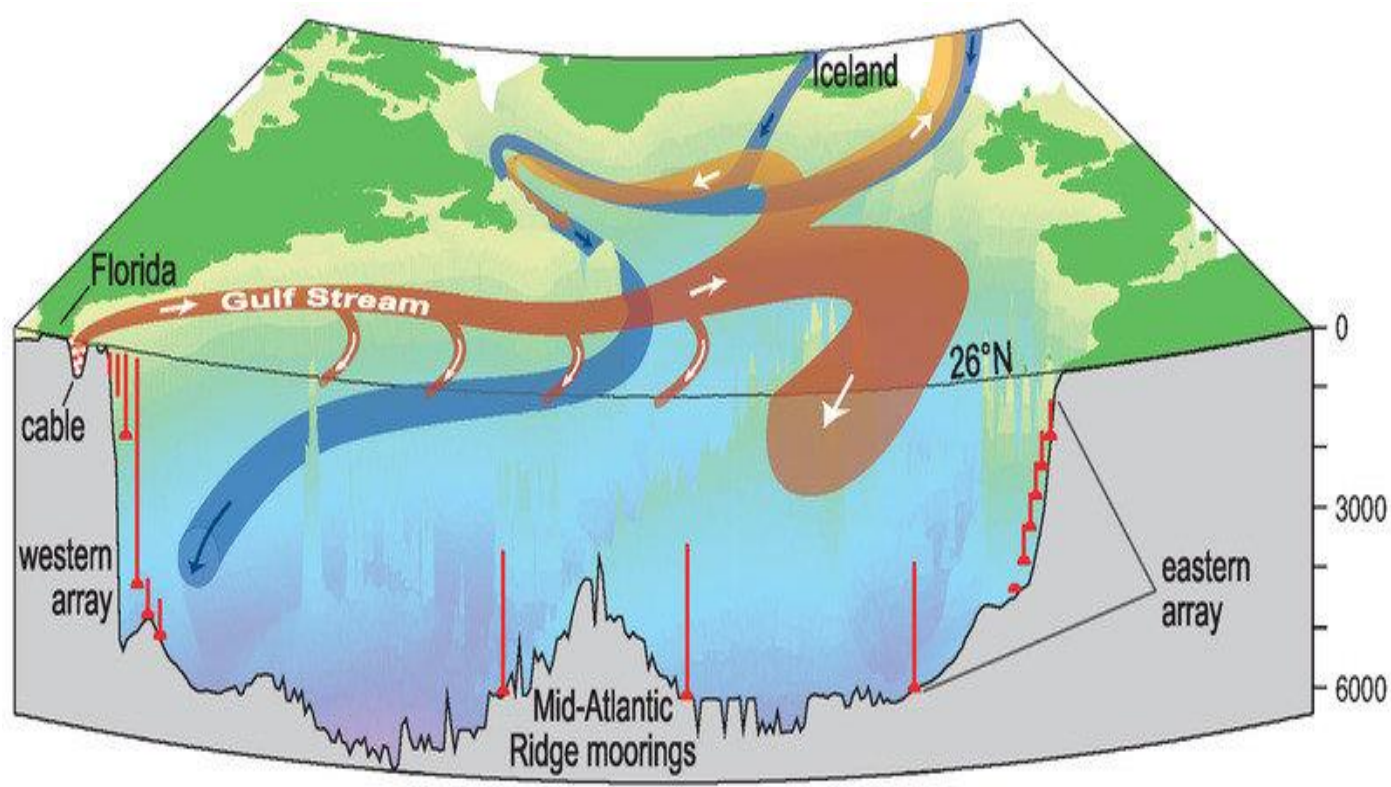 Iceland
Florida
Gulf Stream
0
26°N
cable
3000
western
array
eastern
array
6000
Mid-Atlantic
Ridge moorings